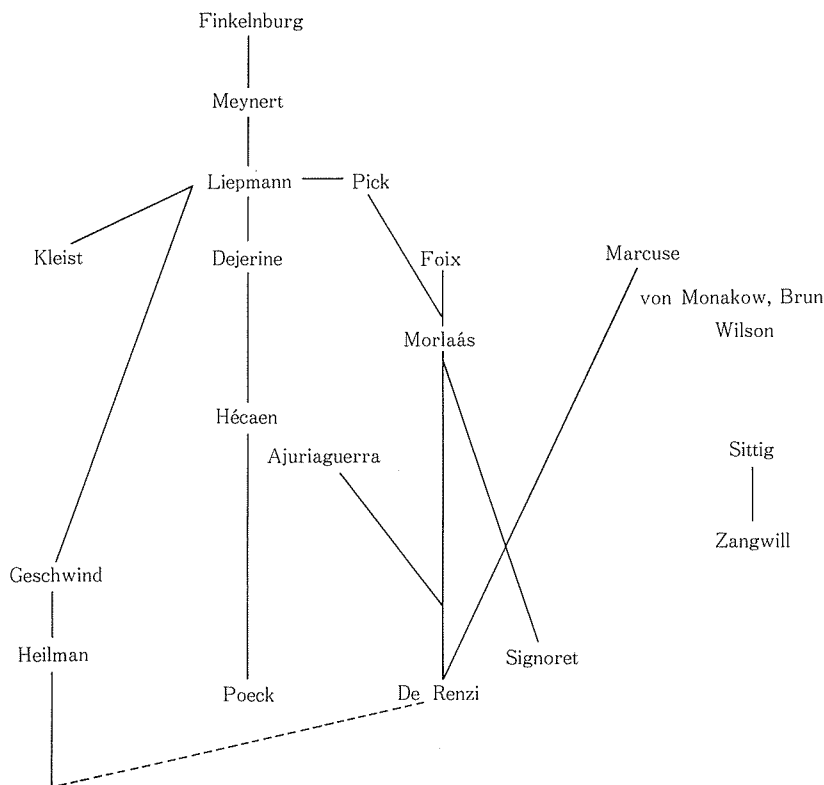 Finkelnburg
Meynert
Liepmann
Pick
Kleist
Dejerine
Foix
Marcuse
von Monakow, Brun
Wilson
Morlaás
Hécaen
Ajuriaguerra
Sittig
Zangwill
Geschwind
Heilman
Signoret
Poeck
De Renzi